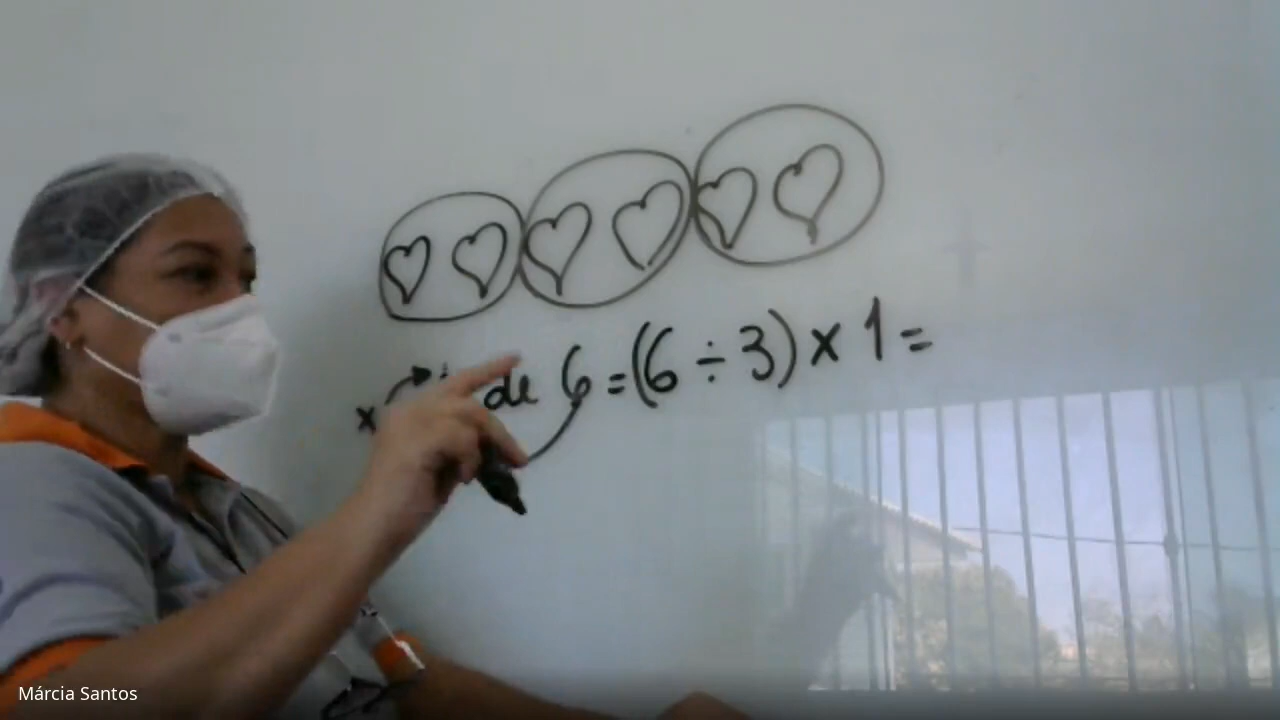 x de 6 = (6 ÷ 3) x 1 =
Márcia Santos